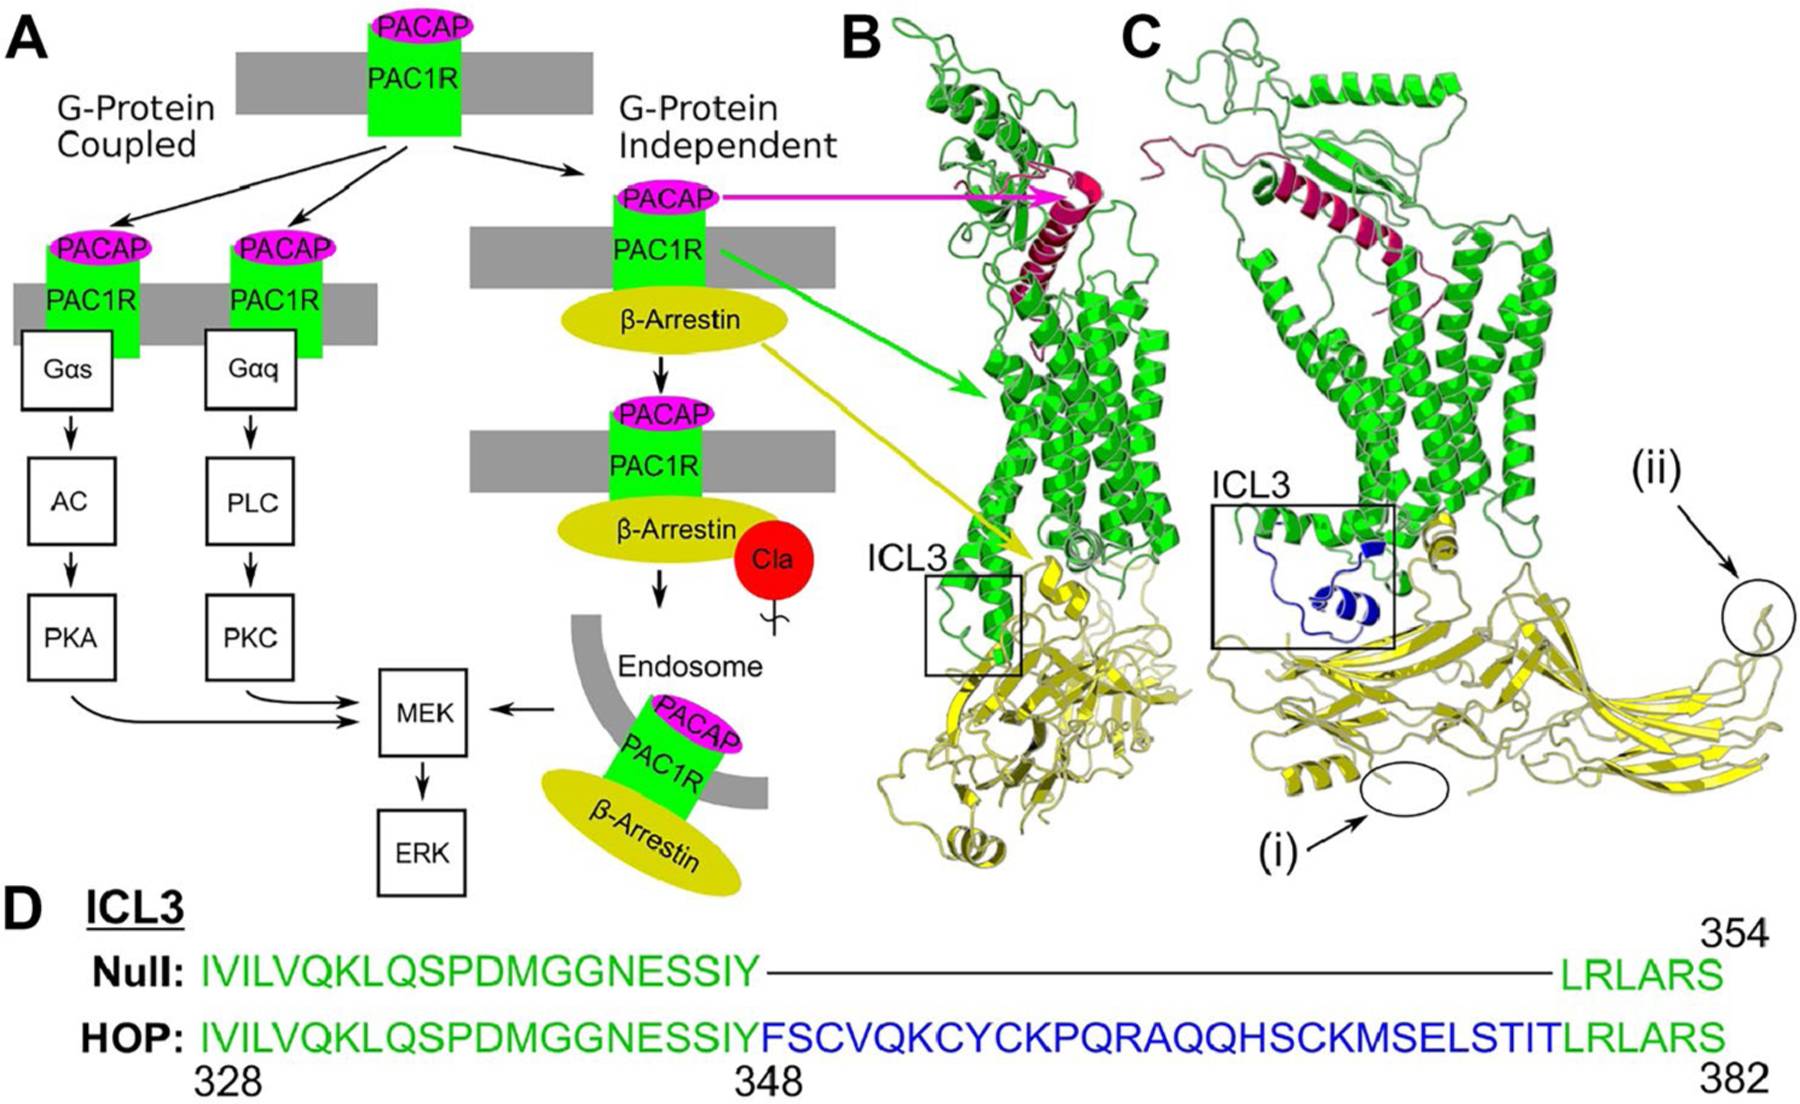 A
PACAP
PAC1R
G-Protein
Coupled
G-Protein
Independent
PACAP
PAC1R
Gαs
AC
PKA
PACAP
PAC1R
Gαq
PLC
PKC
MEK
ERK
PACAP
PAC1R
β-Arrestin
PACAP
PAC1R
β-Arrestin
Cla
Endosome
PACAP
PAC1R
β-Arrestin
B
ICL3
C
ICL3
(i)
(ii)
D
ICL3
354
Null: IVILVQKLQSPDMGGNESSIY LRLARS
HOP: IVILVQKLQSPDMGGNESSIYFSCVQKCYCKPQRAQQHSCKMSELSTITLRLARS
328 348 382